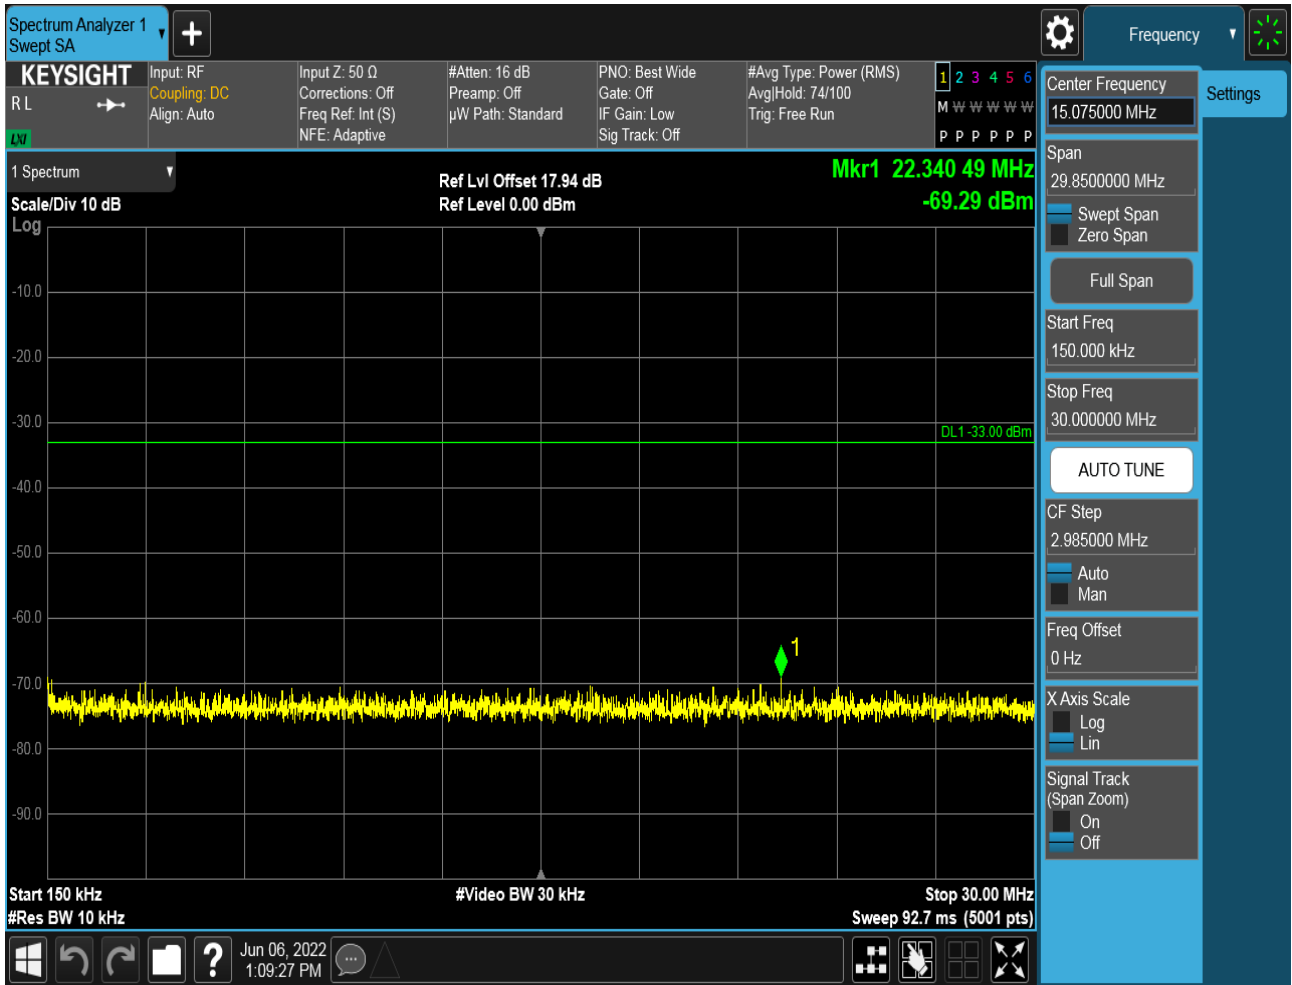 Spectrum Analyzer 1
Swept SA
Frequency
KEYSIGHT
R L
LXI
Input: RF
Coupling: DC
Align: Auto
Input Z: 50 Ω
Corrections: Off
Freq Ref: Int (S)
NFE: Adaptive
#Atten: 16 dB
Preamp: Off
µW Path: Standard
PNO: Best Wide
Gate: Off
IF Gain: Low
Sig Track: Off
#Avg Type: Power (RMS)
Avg|Hold: 74/100
Trig: Free Run
1 2 3 4 5 6
M W W W W W
P P P P P P
1 Spectrum
Scale/Div 10 dB
Log
Ref Lvl Offset 17.94 dB
Ref Level 0.00 dBm
Mkr1 22.340 49 MHz
-69.29 dBm
-10.0
-20.0
-30.0
DL1 -33.00 dBm
-40.0
-50.0
-60.0
1
-70.0
-80.0
-90.0
Start 150 kHz
#Video BW 30 kHz
Stop 30.00 MHz
#Res BW 10 kHz
Sweep 92.7 ms (5001 pts)
?
Jun 06, 2022
1:09:27 PM
Center Frequency
15.075000 MHz
Settings
Span
29.8500000 MHz
Swept Span
Zero Span
Full Span
Start Freq
150.000 kHz
Stop Freq
30.000000 MHz
AUTO TUNE
CF Step
2.985000 MHz
Auto
Man
Freq Offset
0 Hz
X Axis Scale
Log
Lin
Signal Track
(Span Zoom)
On
Off